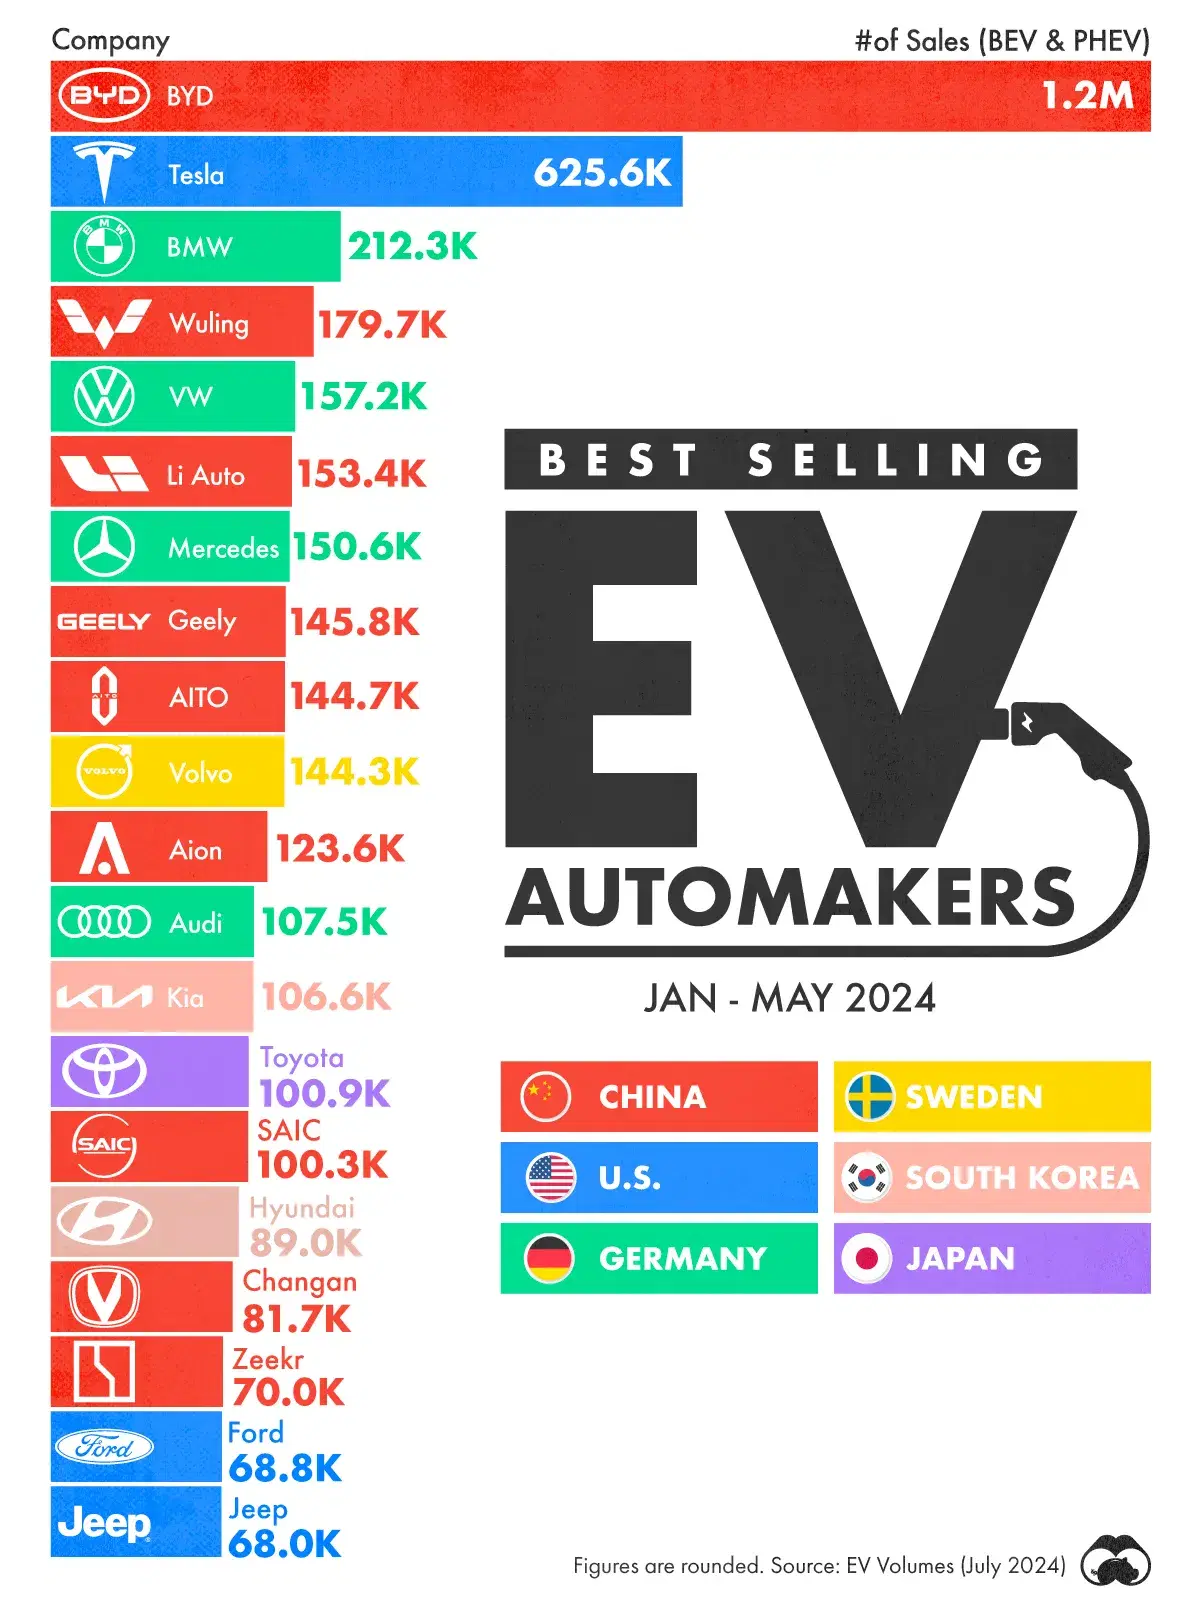 Company #of Sales (BEV & PHEV)
BYD BYD 1.2M
Tesla 625.6K
BMW BMW 212.3K
Wuling 179.7K
VW 157.2K
Li Auto 153.4K
Mercedes 150.6K
GEELY Geely 145.8K
AITO AITO 144.7K
VOLVO Volvo 144.3K
Aion 123.6K
Audi 107.5K
KIA Kia 106.6K
Toyota
100.9K
SAIC SAIC
100.3K
Hyundai
89.0K
Changan
81.7K
Zeekr
70.0K
Ford Ford
68.8K
Jeep Jeep
68.0K
BEST SELLING
EV
AUTOMAKERS
JAN - MAY 2024
CHINA SWEDEN
U.S. SOUTH KOREA
GERMANY JAPAN
Figures are rounded. Source: EV Volumes (July 2024)